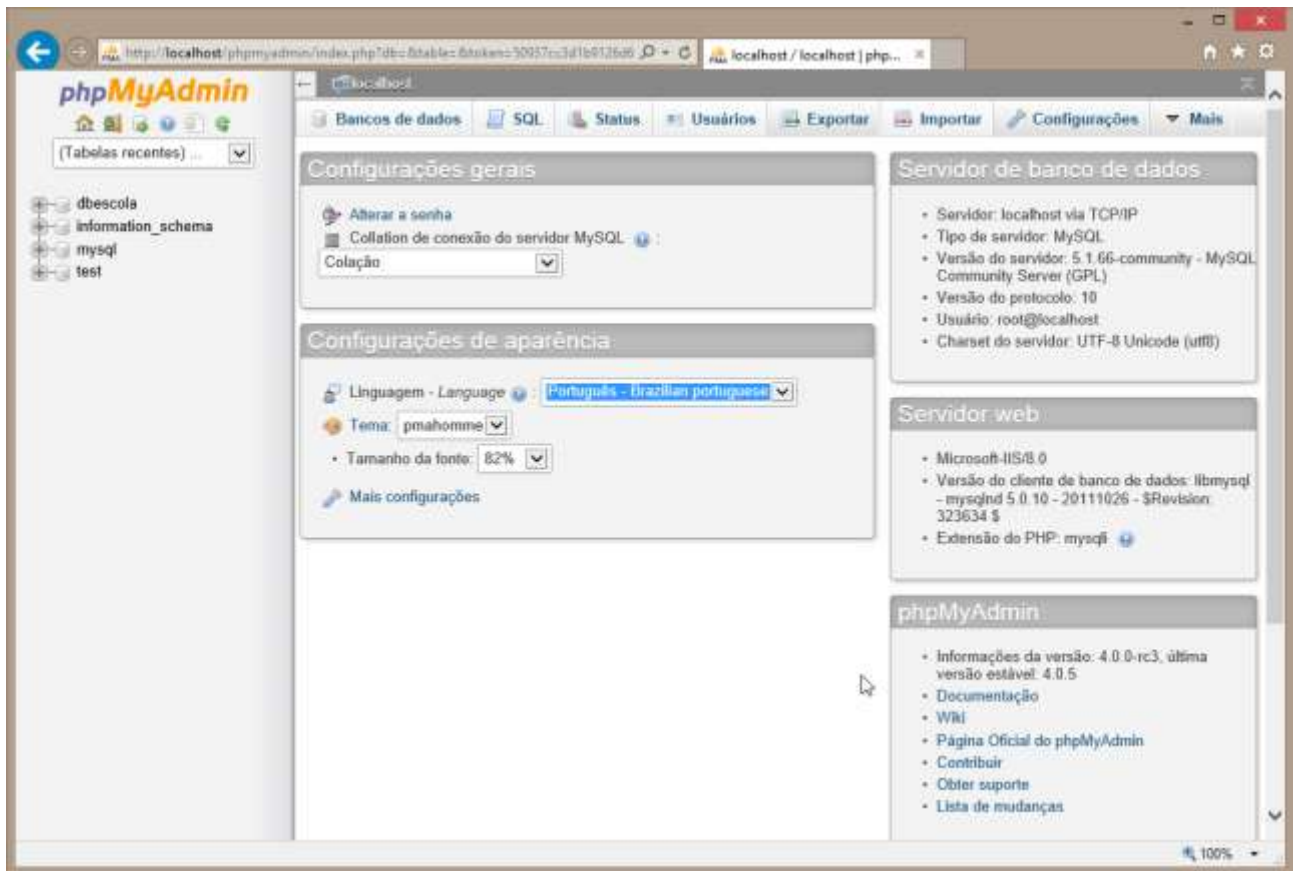 localhost / localhost | php...
phpMyAdmin
(Tabelas recentes) ...
dbescola
information_schema
mysql
test
localhost
Bancos de dados
SQL
Status
Usuários
Exportar
Importar
Configurações
Mais
Configurações gerais
Alterar a senha
Collation de conexão do servidor MySQL :
Colação
Configurações de aparência
Linguagem - Language : Português - Brazilian portuguese
Tema: pmahomme
Tamanho da fonte: 82%
Mais configurações
Servidor de banco de dados
Servidor: localhost via TCP/IP
Tipo de servidor: MySQL
Versão do servidor: 5.1.66-community - MySQL
Community Server (GPL)
Versão do protocolo: 10
Usuário: root@localhost
Charset do servidor: UTF-8 Unicode (utf8)
Servidor web
Microsoft-IIS/8.0
Versão do cliente de banco de dados: libmysql
- mysqlnd 5.0.10 - 20111026 - $Revision:
323634 $
Extensão do PHP: mysqli
phpMyAdmin
Informações da versão: 4.0.0-rc3, última
versão estável: 4.0.5
Documentação
Wiki
Página Oficial do phpMyAdmin
Contribuir
Obter suporte
Lista de mudanças
100%